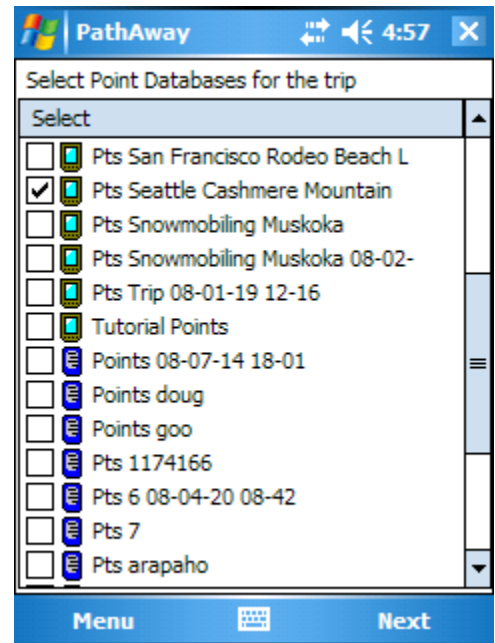 PathAway 4:57
Select Point Databases for the trip
Select
Pts San Francisco Rodeo Beach L
Pts Seattle Cashmere Mountain
Pts Snowmobiling Muskoka
Pts Snowmobiling Muskoka 08-02-
Pts Trip 08-01-19 12-16
Tutorial Points
Points 08-07-14 18-01
Points doug
Points goo
Pts 1174166
Pts 6 08-04-20 08-42
Pts 7
Pts arapaho
Menu Next